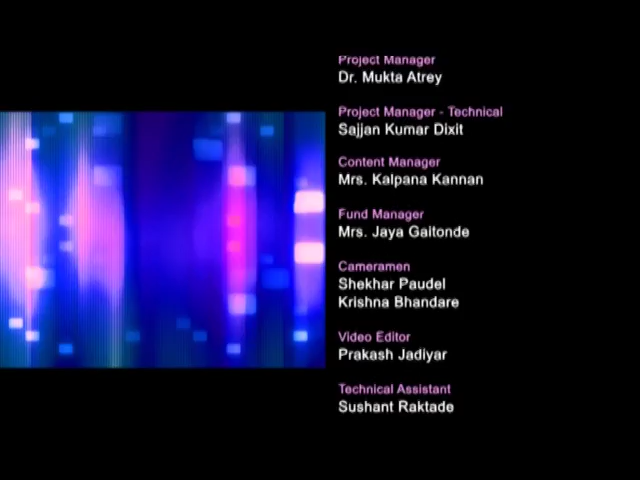 Project Manager
Dr. Mukta Atrey
Project Manager - Technical
Sajjan Kumar Dixit
Content Manager
Mrs. Kalpana Kannan
Fund Manager
Mrs. Jaya Gaitonde
Cameramen
Shekhar Paudel
Krishna Bhandare
Video Editor
Prakash Jadiyar
Technical Assistant
Sushant Raktade